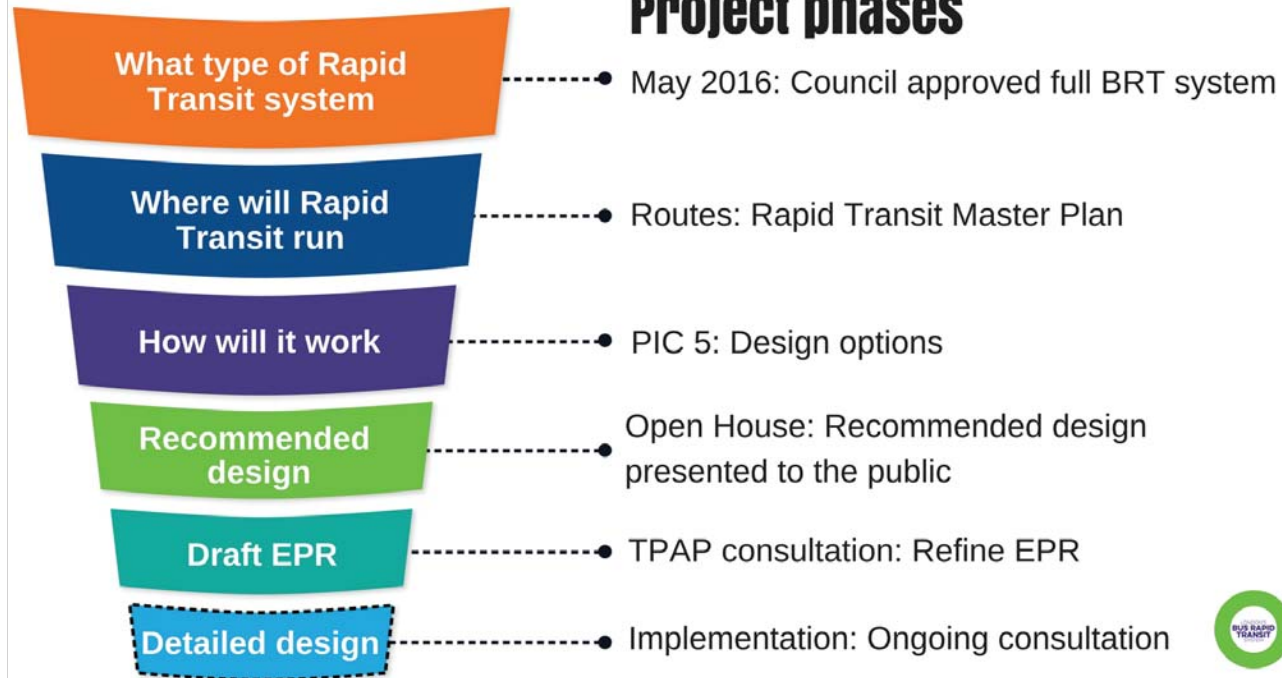 Project phases
What type of Rapid
Transit system
May 2016: Council approved full BRT system
Where will Rapid
Transit run
Routes: Rapid Transit Master Plan
How will it work
PIC 5: Design options
Recommended
design
Open House: Recommended design
presented to the public
Draft EPR
TPAP consultation: Refine EPR
Detailed design
Implementation: Ongoing consultation
BUS RAPID
TRANSIT